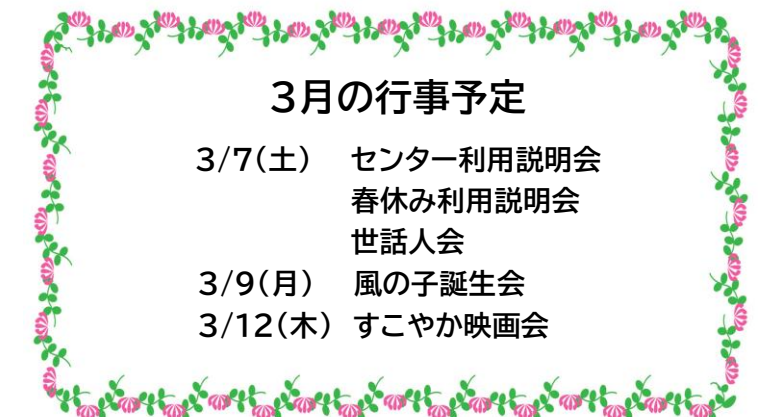 3月の行事予定
3/7(土) センター利用説明会
春休み利用説明会
世話人会
3/9(月) 風の子誕生会
3/12(木) すこやか映画会